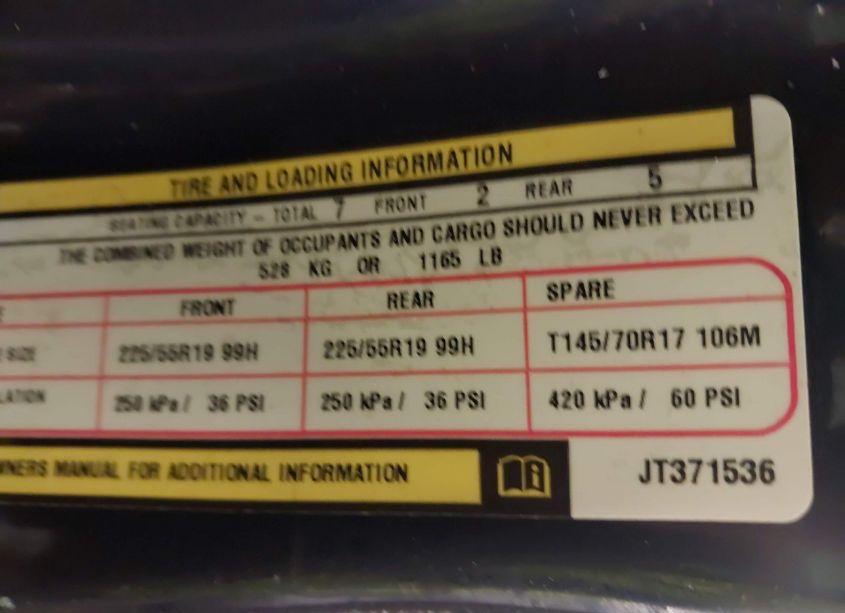 TIRE AND LOADING INFORMATION
SEATING CAPACITY – TOTAL 7 FRONT 2 REAR 5
THE COMBINED WEIGHT OF OCCUPANTS AND CARGO SHOULD NEVER EXCEED
528 KG OR 1165 LB
FRONT REAR SPARE
SIZE 225/55R19 99H 225/55R19 99H T145/70R17 106M
250 kPa / 36 PSI 250 kPa / 36 PSI 420 kPa / 60 PSI
MANUAL FOR ADDITIONAL INFORMATION
JT371536